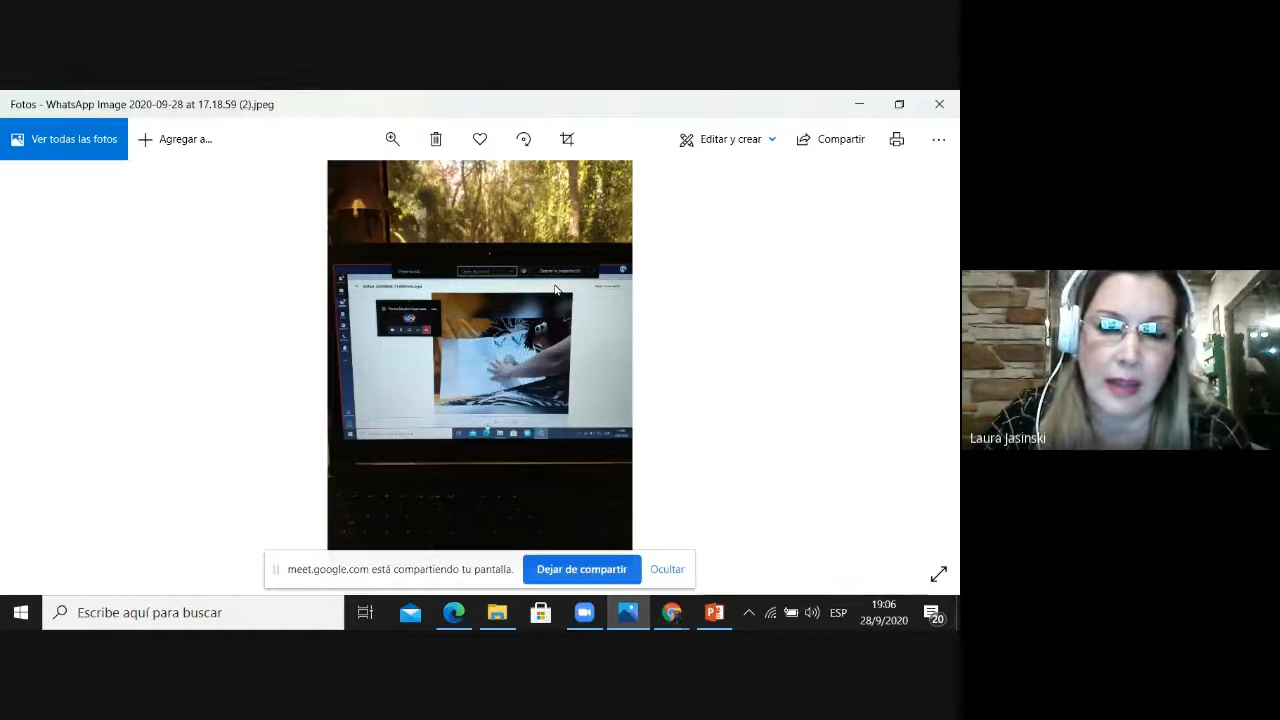 Fotos - WhatsApp Image 2020-09-28 at 17.18.59 (2).jpeg
Ver todas las fotos
Agregar a...
Editar y crear
Compartir
Laura Jasinski
meet.google.com está compartiendo tu pantalla.
Dejar de compartir
Ocultar
Escribe aquí para buscar
ESP
19:06
28/9/2020
20